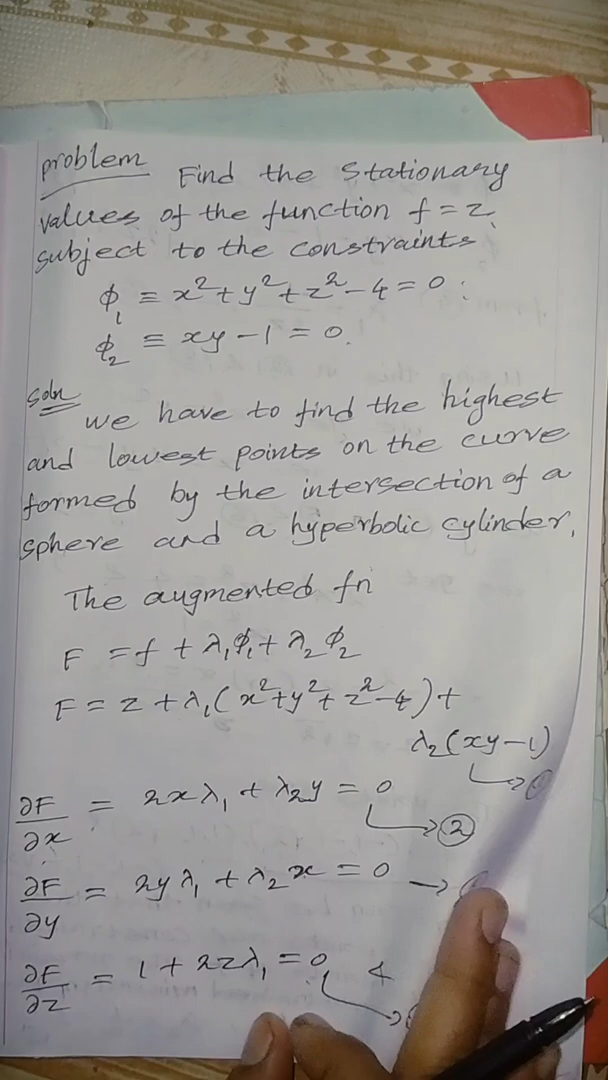 problem Find the Stationary
values of the function f = z,
subject to the constraints
ϕ₁ ≡ x² + y² + z² - 4 = 0 ;
ϕ₂ ≡ xy - 1 = 0.
Soln
we have to find the highest
and lowest points on the curve
formed by the intersection of a
sphere and a hyperbolic cylinder.
The augmented fn
F = f + λ₁ϕ₁ + λ₂ϕ₂
F = z + λ₁(x² + y² + z² - 4) +
λ₂(xy - 1)
∂F/∂x = 2xλ₁ + λ₂y = 0 → ②
∂F/∂y = 2yλ₁ + λ₂x = 0 →
∂F/∂z = 1 + 2zλ₁ = 0 4 →